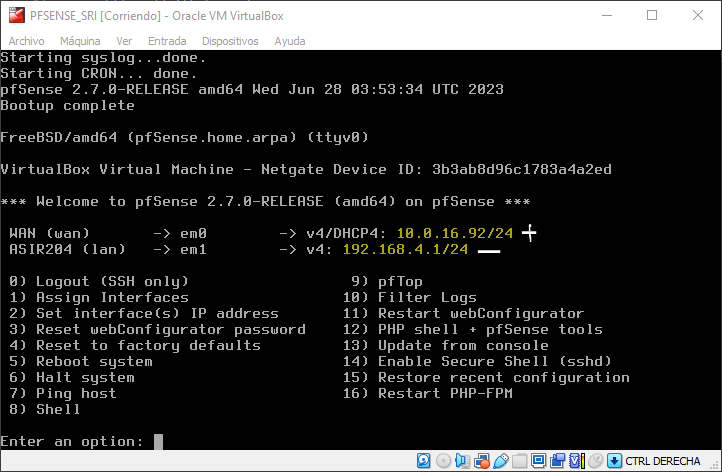 PFSENSE_SRI [Corriendo] - Oracle VM VirtualBox
Archivo Máquina Ver Entrada Dispositivos Ayuda
Starting syslog...done.
Starting CRON... done.
pfSense 2.7.0-RELEASE amd64 Wed Jun 28 03:53:34 UTC 2023
Bootup complete
FreeBSD/amd64 (pfSense.home.arpa) (ttyv0)
VirtualBox Virtual Machine - Netgate Device ID: 3b3ab8d96c1783a4a2ed
*** Welcome to pfSense 2.7.0-RELEASE (amd64) on pfSense ***
WAN (wan) -> em0 -> v4/DHCP4: 10.0.16.92/24
ASIR204 (lan) -> em1 -> v4: 192.168.4.1/24
0) Logout (SSH only) 9) pfTop
1) Assign Interfaces 10) Filter Logs
2) Set interface(s) IP address 11) Restart webConfigurator
3) Reset webConfigurator password 12) PHP shell + pfSense tools
4) Reset to factory defaults 13) Update from console
5) Reboot system 14) Enable Secure Shell (sshd)
6) Halt system 15) Restore recent configuration
7) Ping host 16) Restart PHP-FPM
8) Shell
Enter an option:
CTRL DERECHA